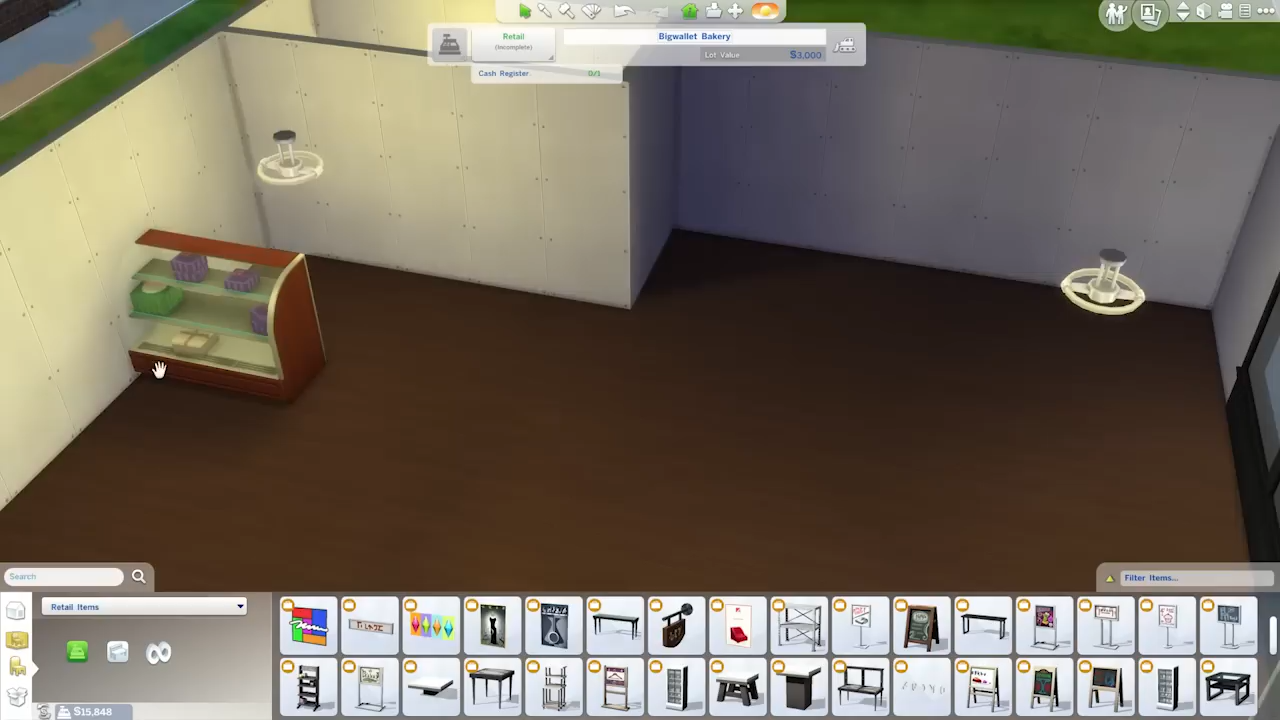 Retail
(Incomplete)
Bigwallet Bakery
Lot Value
§3,000
Cash Register
0/1
Search
Filter Items...
Retail Items
§15,848